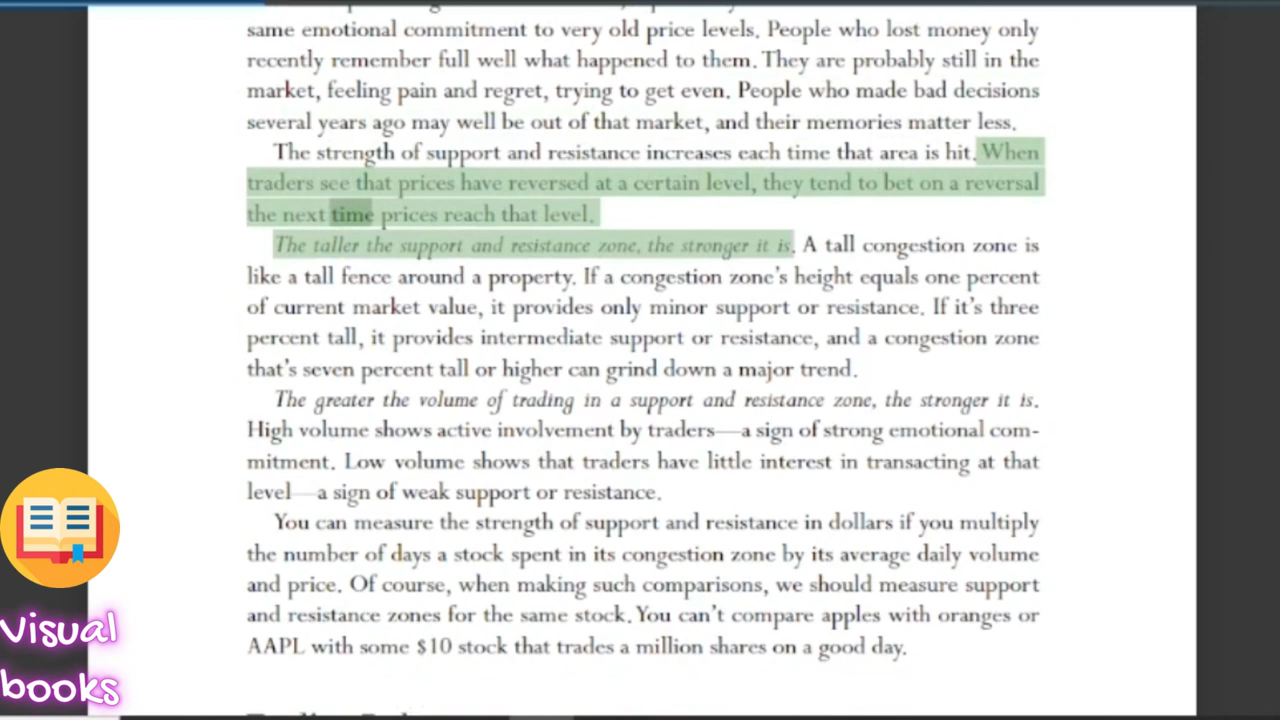 same emotional commitment to very old price levels. People who lost money only
recently remember full well what happened to them. They are probably still in the
market, feeling pain and regret, trying to get even. People who made bad decisions
several years ago may well be out of that market, and their memories matter less.
The strength of support and resistance increases each time that area is hit. When
traders see that prices have reversed at a certain level, they tend to bet on a reversal
the next time prices reach that level.
The taller the support and resistance zone, the stronger it is. A tall congestion zone is
like a tall fence around a property. If a congestion zone's height equals one percent
of current market value, it provides only minor support or resistance. If it's three
percent tall, it provides intermediate support or resistance, and a congestion zone
that's seven percent tall or higher can grind down a major trend.
The greater the volume of trading in a support and resistance zone, the stronger it is.
High volume shows active involvement by traders—a sign of strong emotional com-
mitment. Low volume shows that traders have little interest in transacting at that
level—a sign of weak support or resistance.
You can measure the strength of support and resistance in dollars if you multiply
the number of days a stock spent in its congestion zone by its average daily volume
and price. Of course, when making such comparisons, we should measure support
and resistance zones for the same stock. You can't compare apples with oranges or
AAPL with some $10 stock that trades a million shares on a good day.
Visual
books